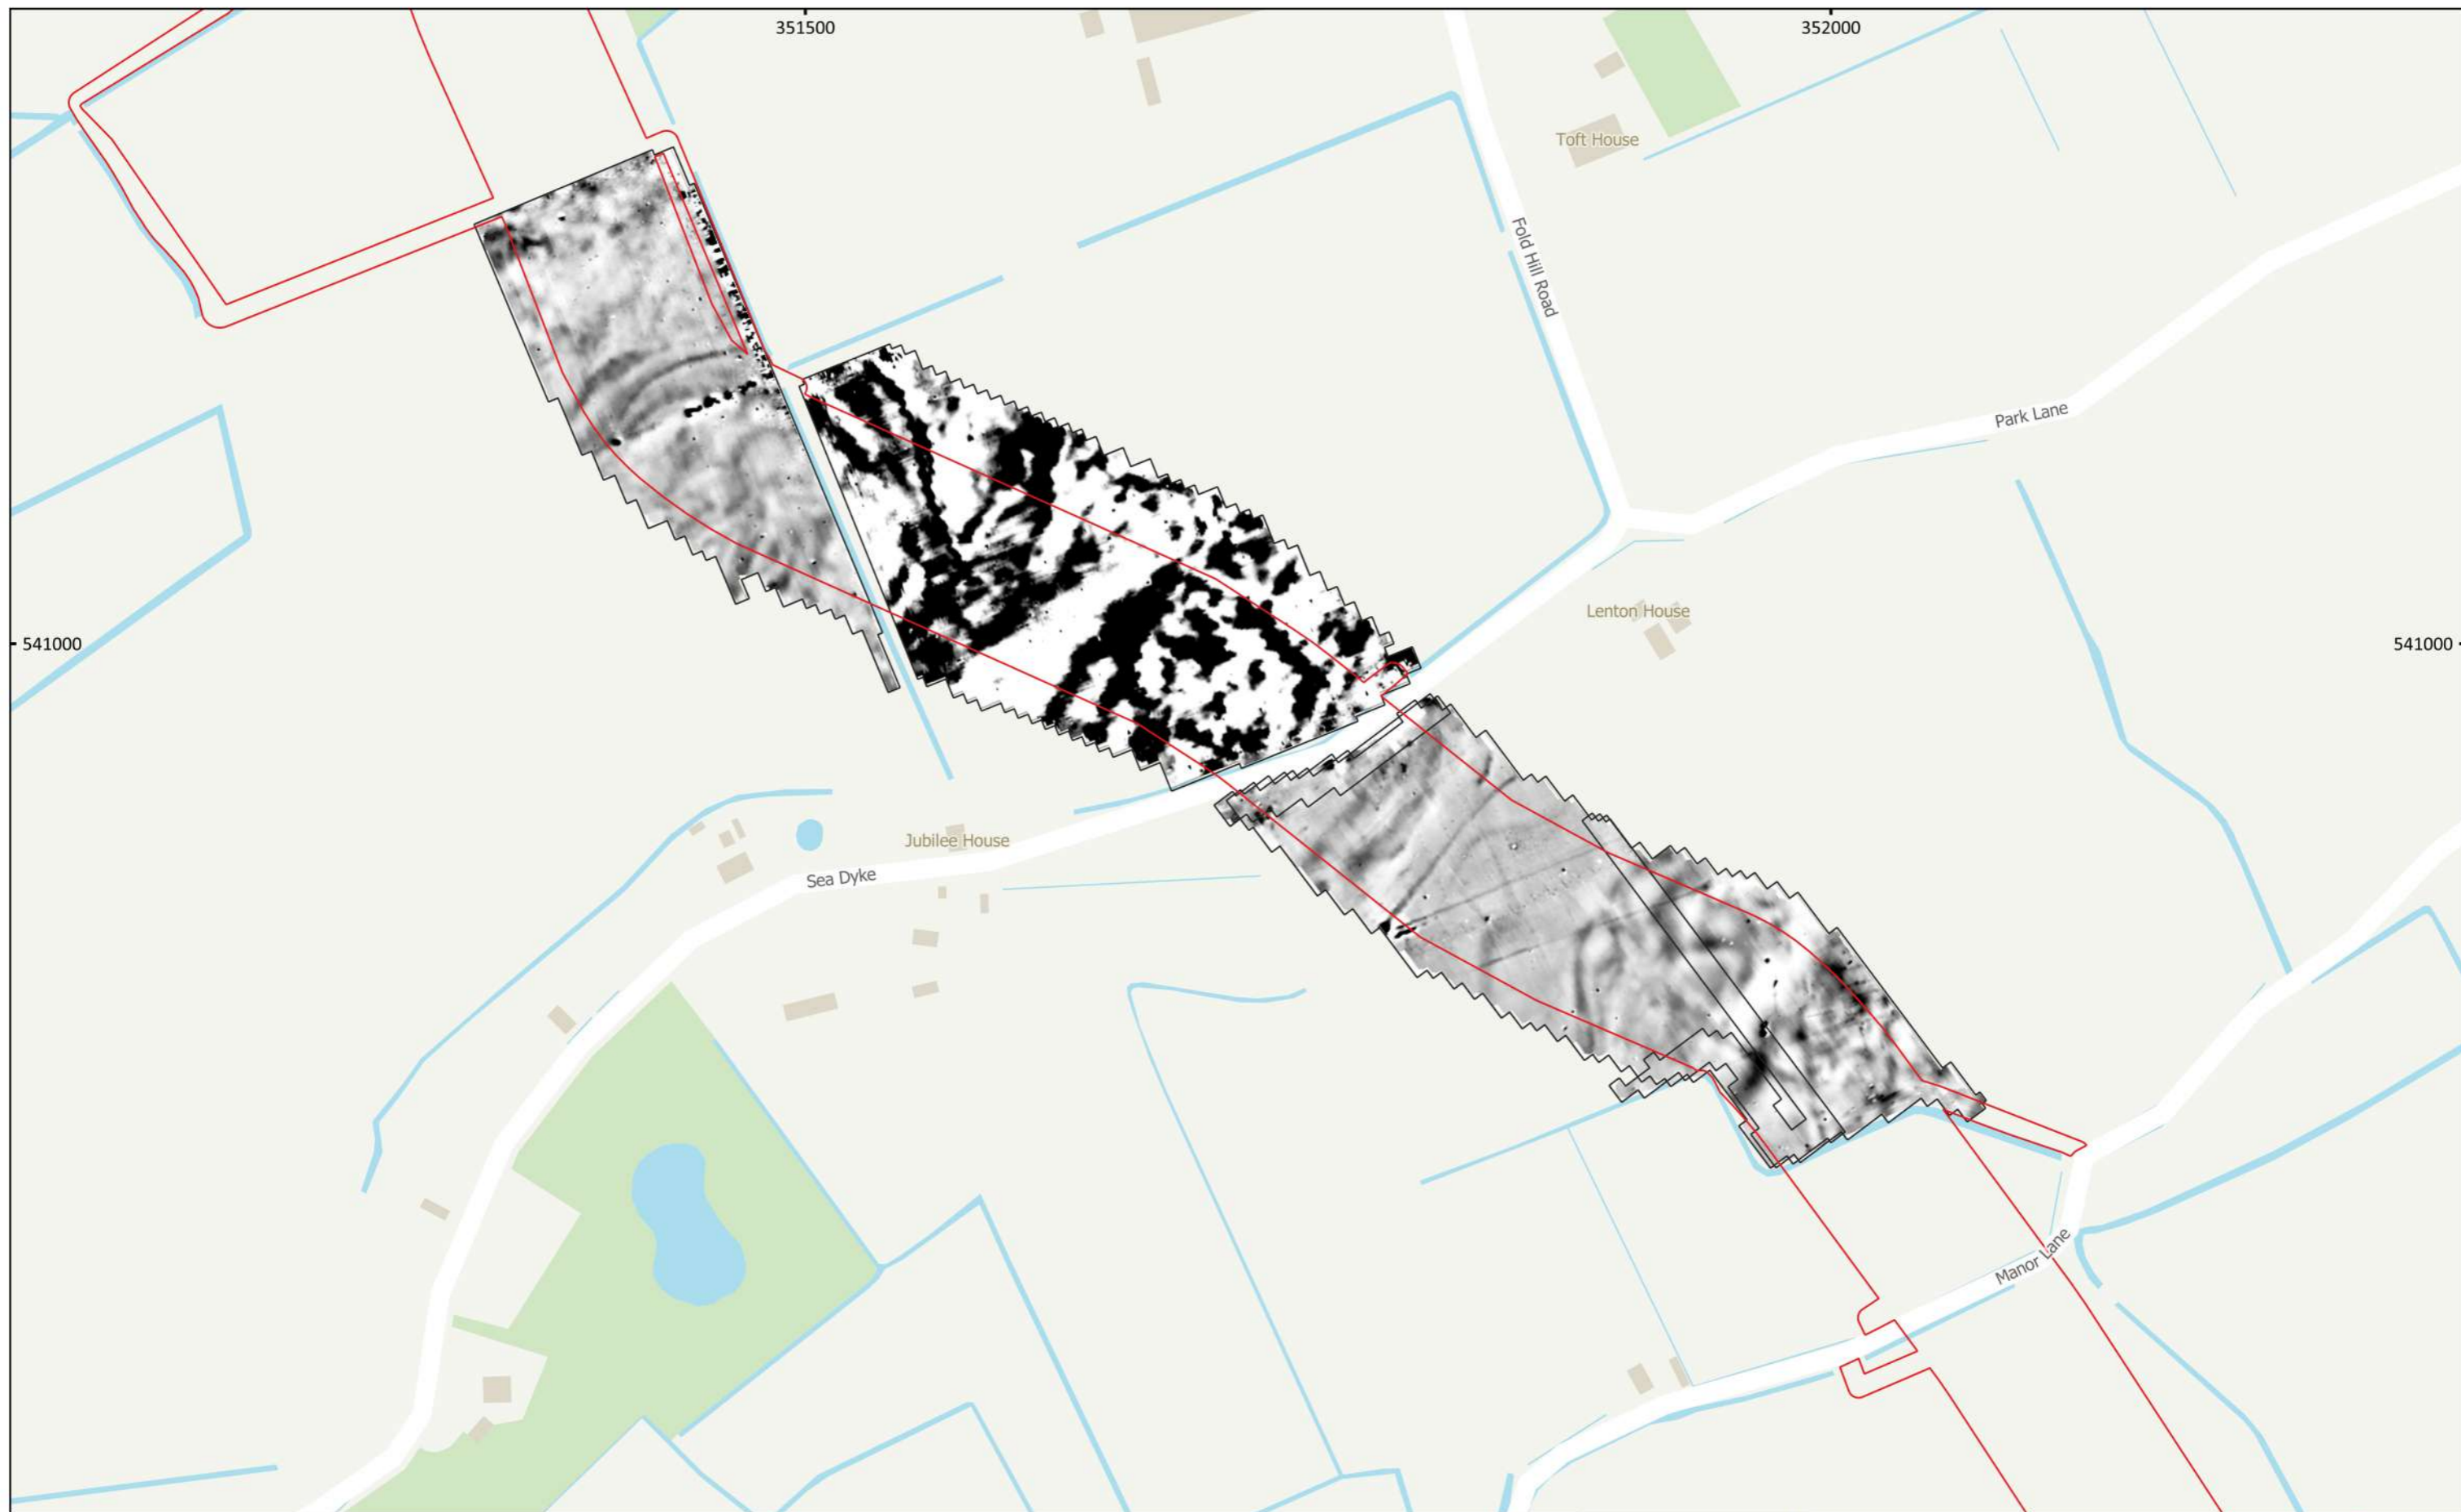 351500
352000
Toft House
Fold Hill Road
Park Lane
Lenton House
541000
541000
Jubilee House
Sea Dyke
Manor Lane